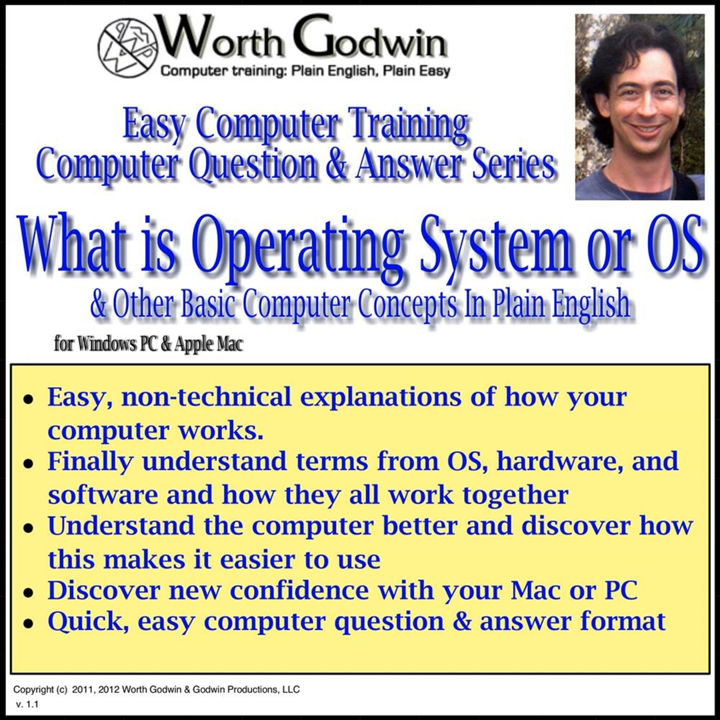 Worth Godwin
Computer training: Plain English, Plain Easy
Easy Computer Training
Computer Question & Answer Series
What is Operating System or OS
& Other Basic Computer Concepts In Plain English
for Windows PC & Apple Mac
• Easy, non-technical explanations of how your
computer works.
• Finally understand terms from OS, hardware, and
software and how they all work together
• Understand the computer better and discover how
this makes it easier to use
• Discover new confidence with your Mac or PC
• Quick, easy computer question & answer format
Copyright (c) 2011, 2012 Worth Godwin & Godwin Productions, LLC
v. 1.1